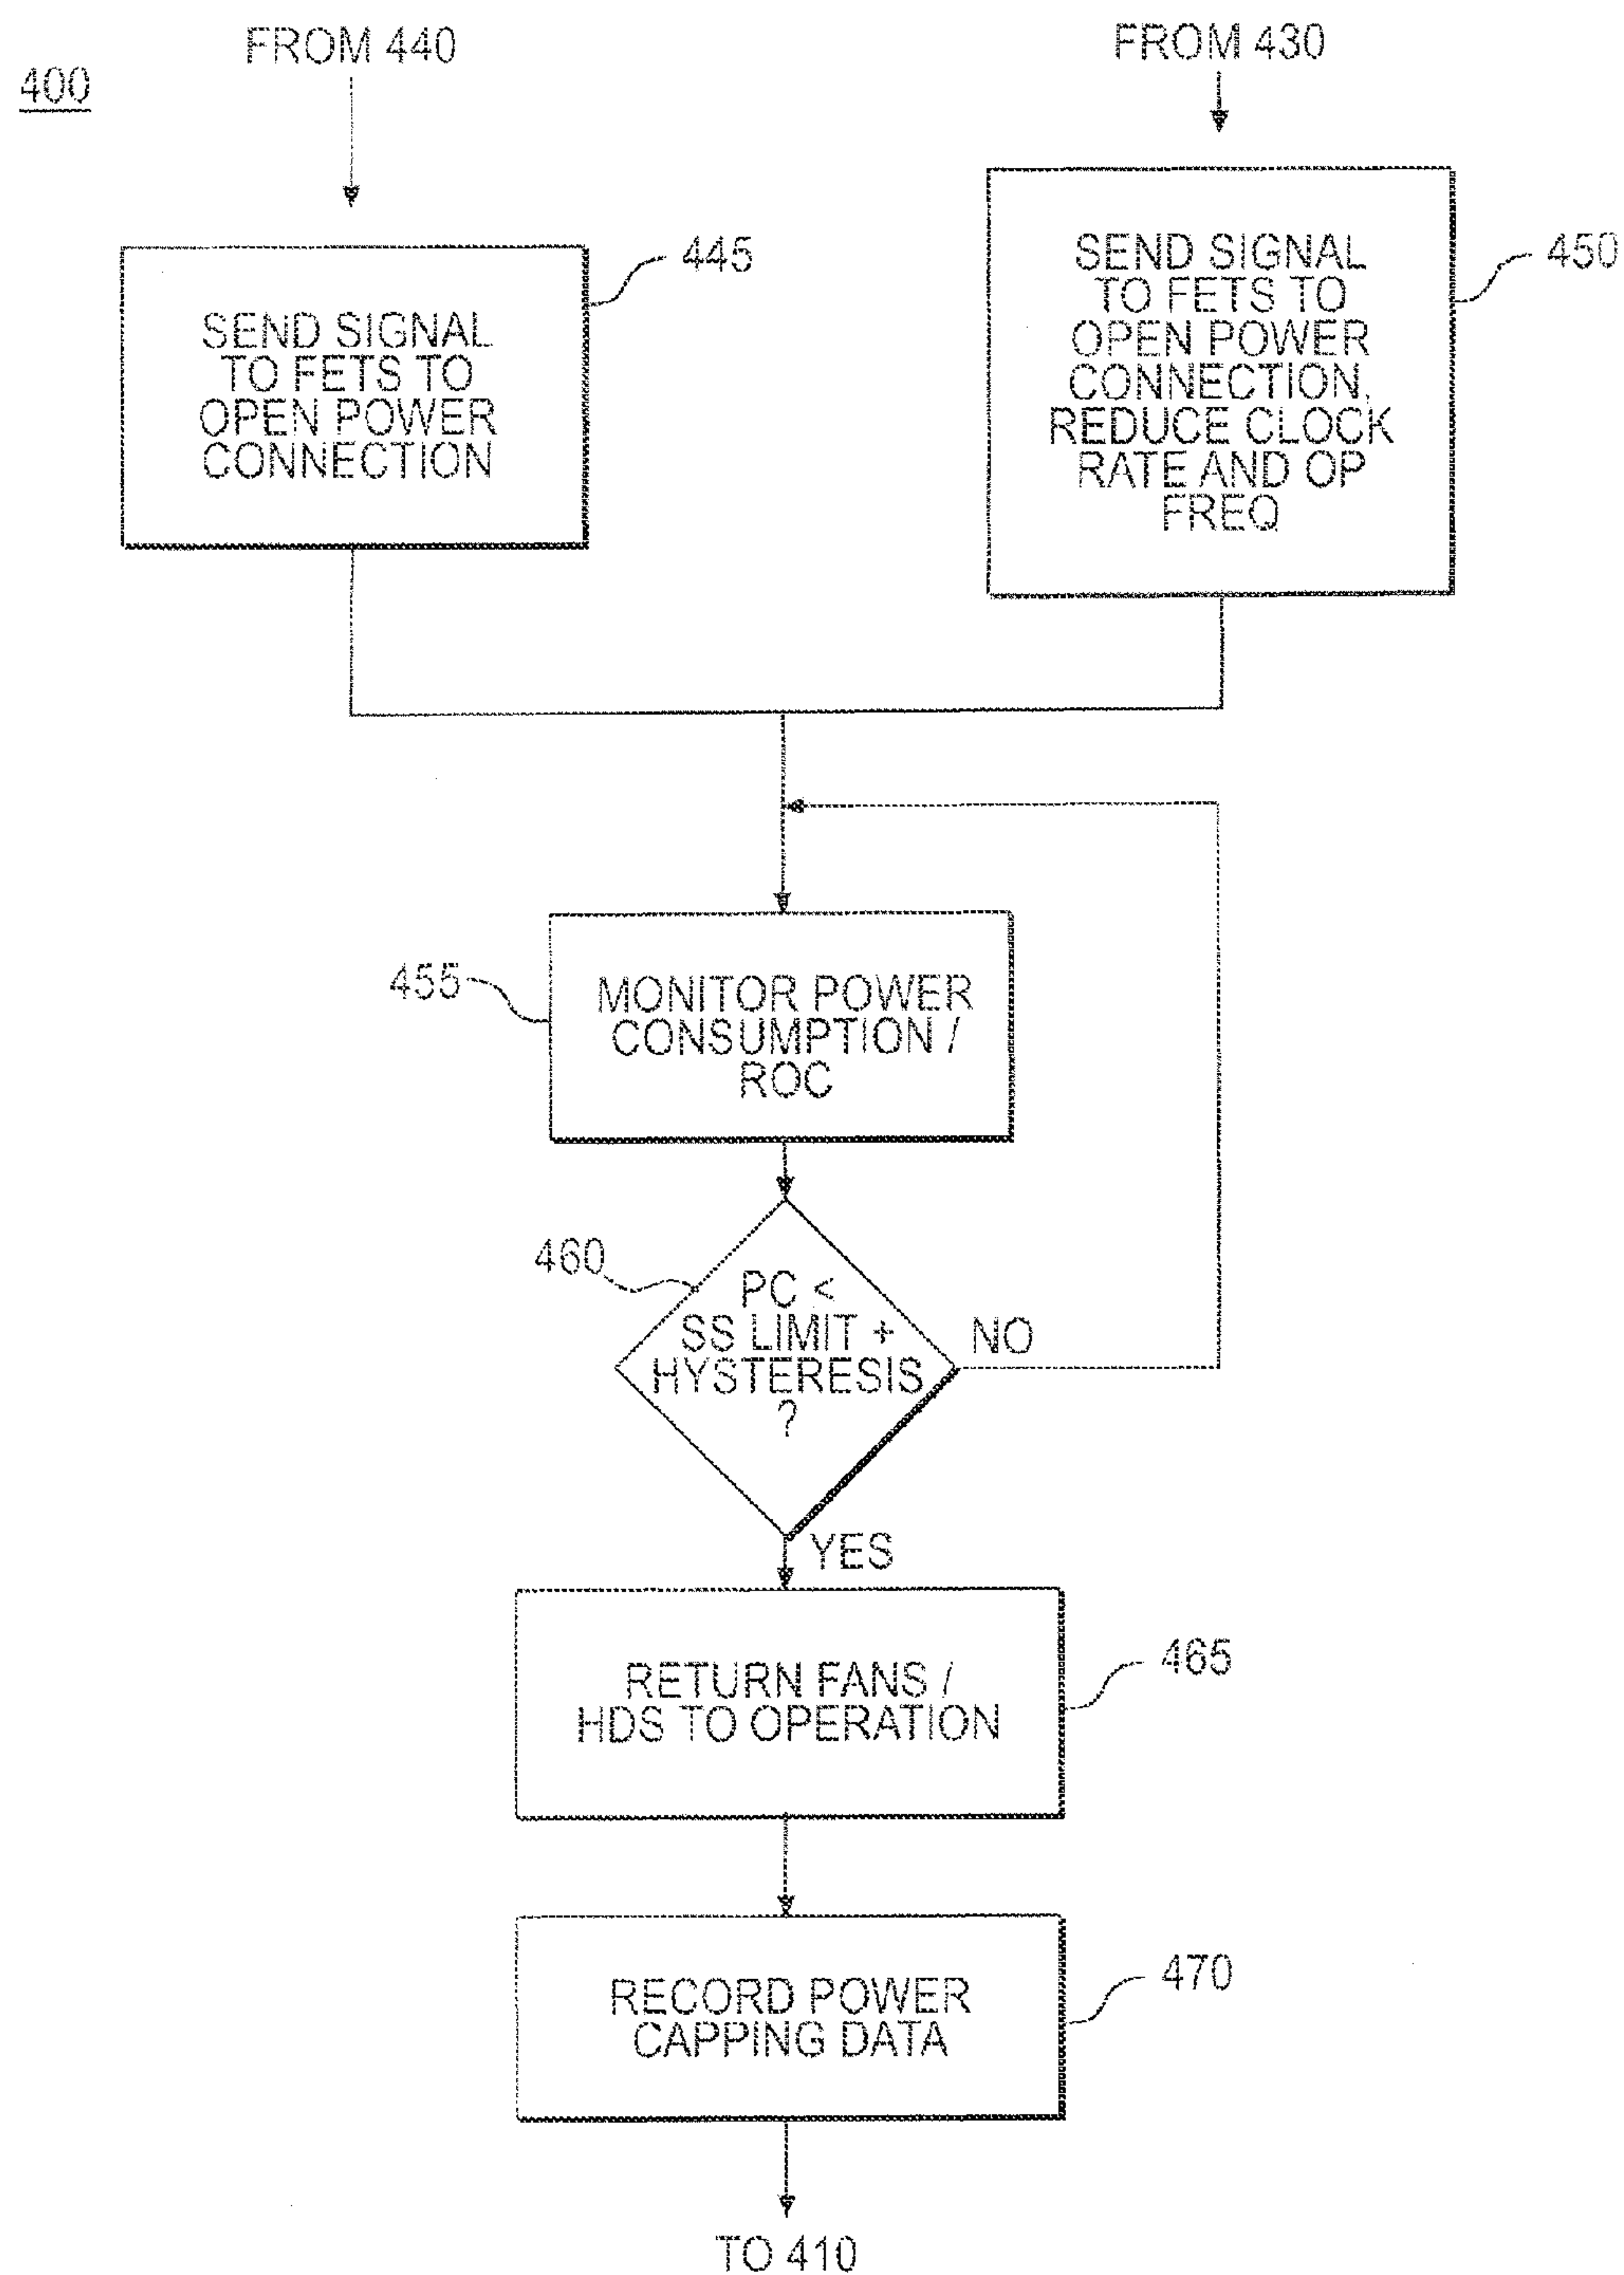 FROM 440
FROM 430
400
445
SEND SIGNAL
TO FETS TO
OPEN POWER
CONNECTION
450
SEND SIGNAL
TO FETS TO
OPEN POWER
CONNECTION,
REDUCE CLOCK
RATE AND OP
FREQ
455
MONITOR POWER
CONSUMPTION /
ROC
460
PC <
SS LIMIT +
HYSTERESIS
?
NO
YES
465
RETURN FANS /
HDS TO OPERATION
470
RECORD POWER
CAPPING DATA
TO 410